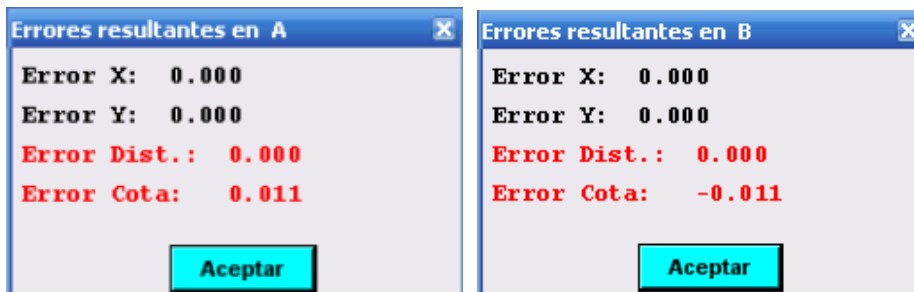 Errores resultantes en A
Error X: 0.000
Error Y: 0.000
Error Dist.: 0.000
Error Cota: 0.011
Aceptar
Errores resultantes en B
Error X: 0.000
Error Y: 0.000
Error Dist.: 0.000
Error Cota: -0.011
Aceptar